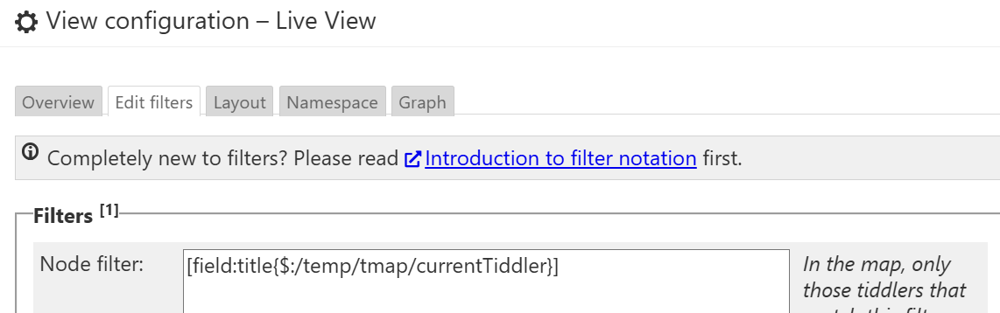 View configuration – Live View
Overview Edit filters Layout Namespace Graph
Completely new to filters? Please read Introduction to filter notation first.
Filters [1]
Node filter: [field:title{$:/temp/tmap/currentTiddler}] In the map, only
those tiddlers that